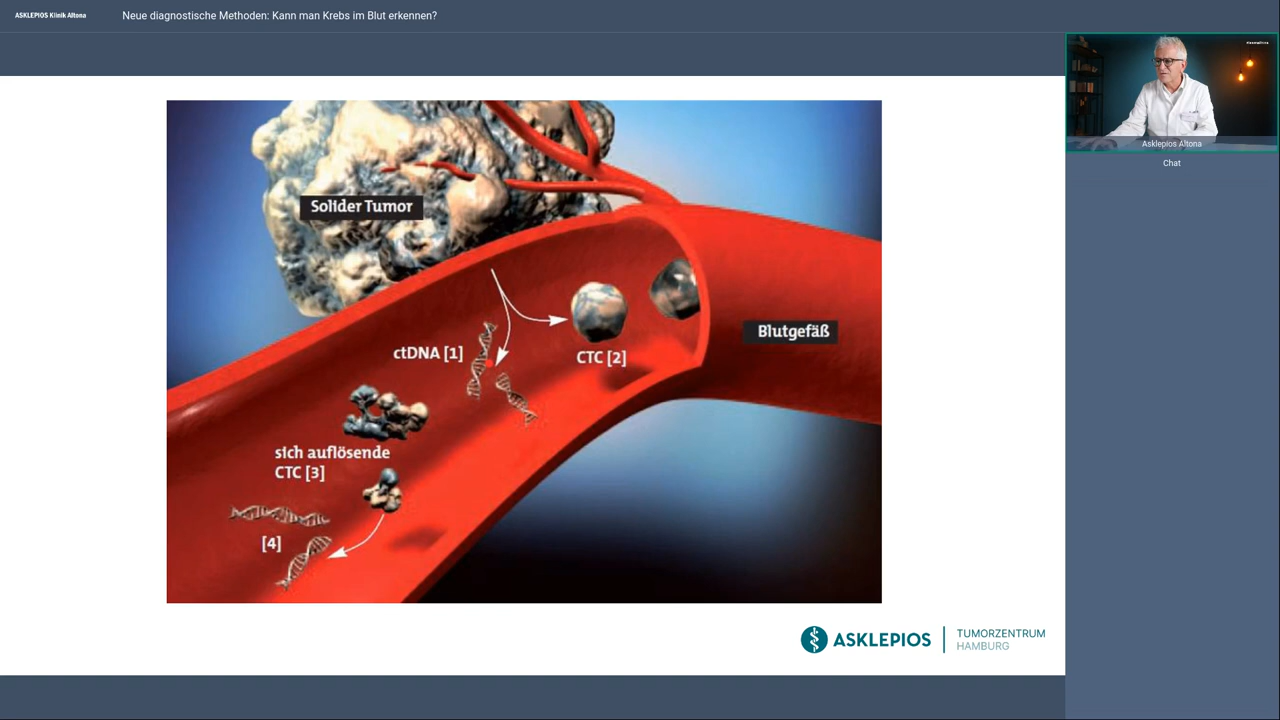 ASKLEPIOS Klinik Altona
Neue diagnostische Methoden: Kann man Krebs im Blut erkennen?
Asklepios Altona
Chat
Solider Tumor
Blutgefäß
ctDNA [1]
CTC [2]
sich auflösende
CTC [3]
[4]
ASKLEPIOS
TUMORZENTRUM
HAMBURG